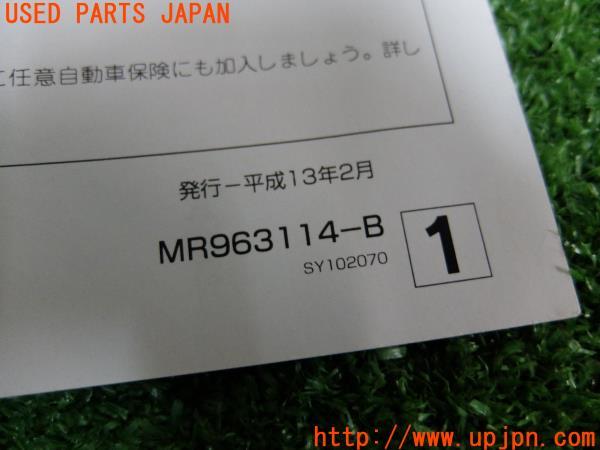 USED PARTS JAPAN
に任意自動車保険にも加入しましょう。詳し
発行－平成13年2月
MR963114－B
SY102070
1
http://www.upjpn.com